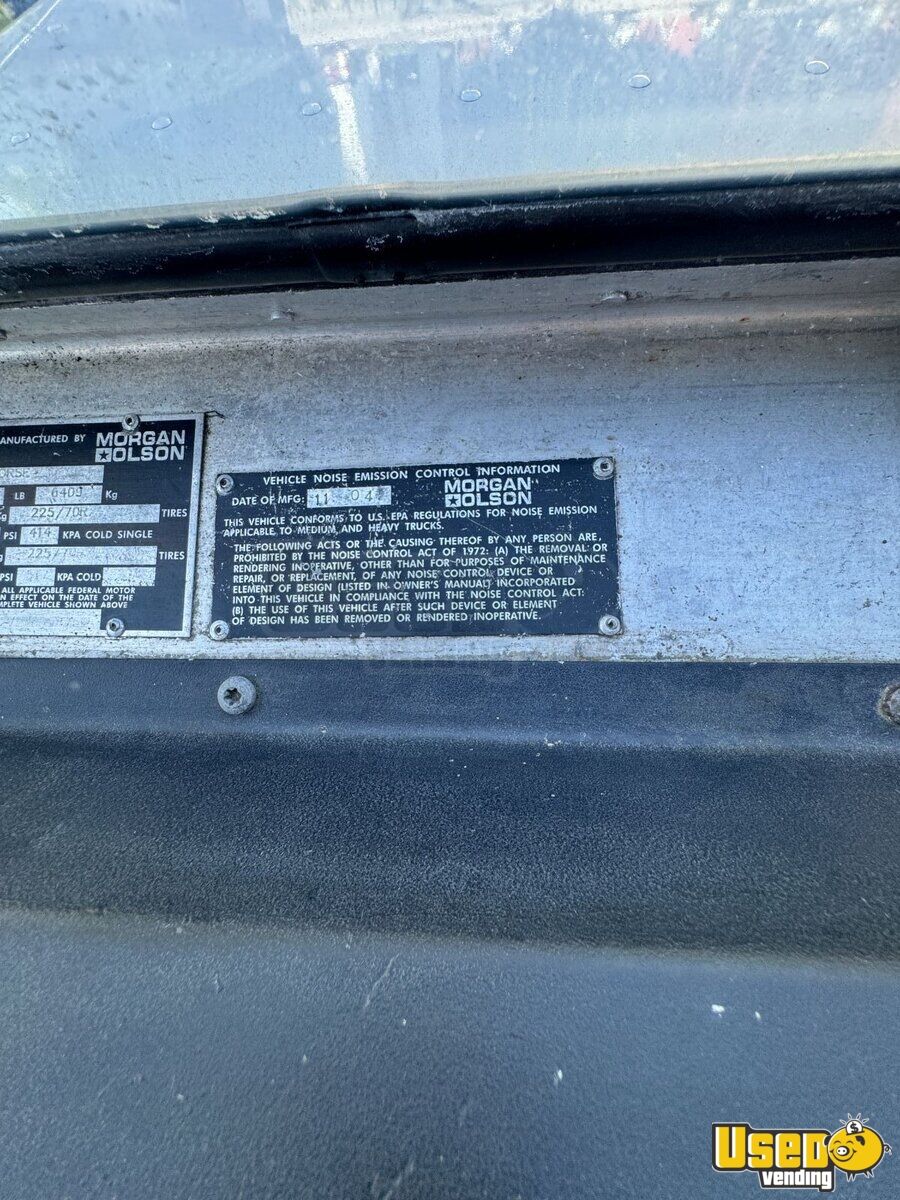 ANUFACTURED BY MORGAN OLSON
LB 6409 Kg
225/70R TIRES
PSI 414 KPA COLD SINGLE
TIRES
PSI KPA COLD
ALL APPLICABLE FEDERAL MOTOR
N EFFECT ON THE DATE OF THE
MPLETE VEHICLE SHOWN ABOVE
VEHICLE NOISE EMISSION CONTROL INFORMATION
DATE OF MFG: 11 04 MORGAN OLSON
THIS VEHICLE CONFORMS TO U.S. EPA REGULATIONS FOR NOISE EMISSION
APPLICABLE TO MEDIUM AND HEAVY TRUCKS.
THE FOLLOWING ACTS OR THE CAUSING THEREOF BY ANY PERSON ARE,
PROHIBITED BY THE NOISE CONTROL ACT OF 1972: (A) THE REMOVAL OR
RENDERING INOPERATIVE, OTHER THAN FOR PURPOSES OF MAINTENANCE
REPAIR, OR REPLACEMENT, OF ANY NOISE CONTROL DEVICE OR
ELEMENT OF DESIGN (LISTED IN OWNER'S MANUAL) INCORPORATED
INTO THIS VEHICLE IN COMPLIANCE WITH THE NOISE CONTROL ACT:
(B) THE USE OF THIS VEHICLE AFTER SUCH DEVICE OR ELEMENT
OF DESIGN HAS BEEN REMOVED OR RENDERED INOPERATIVE.
USED
vending